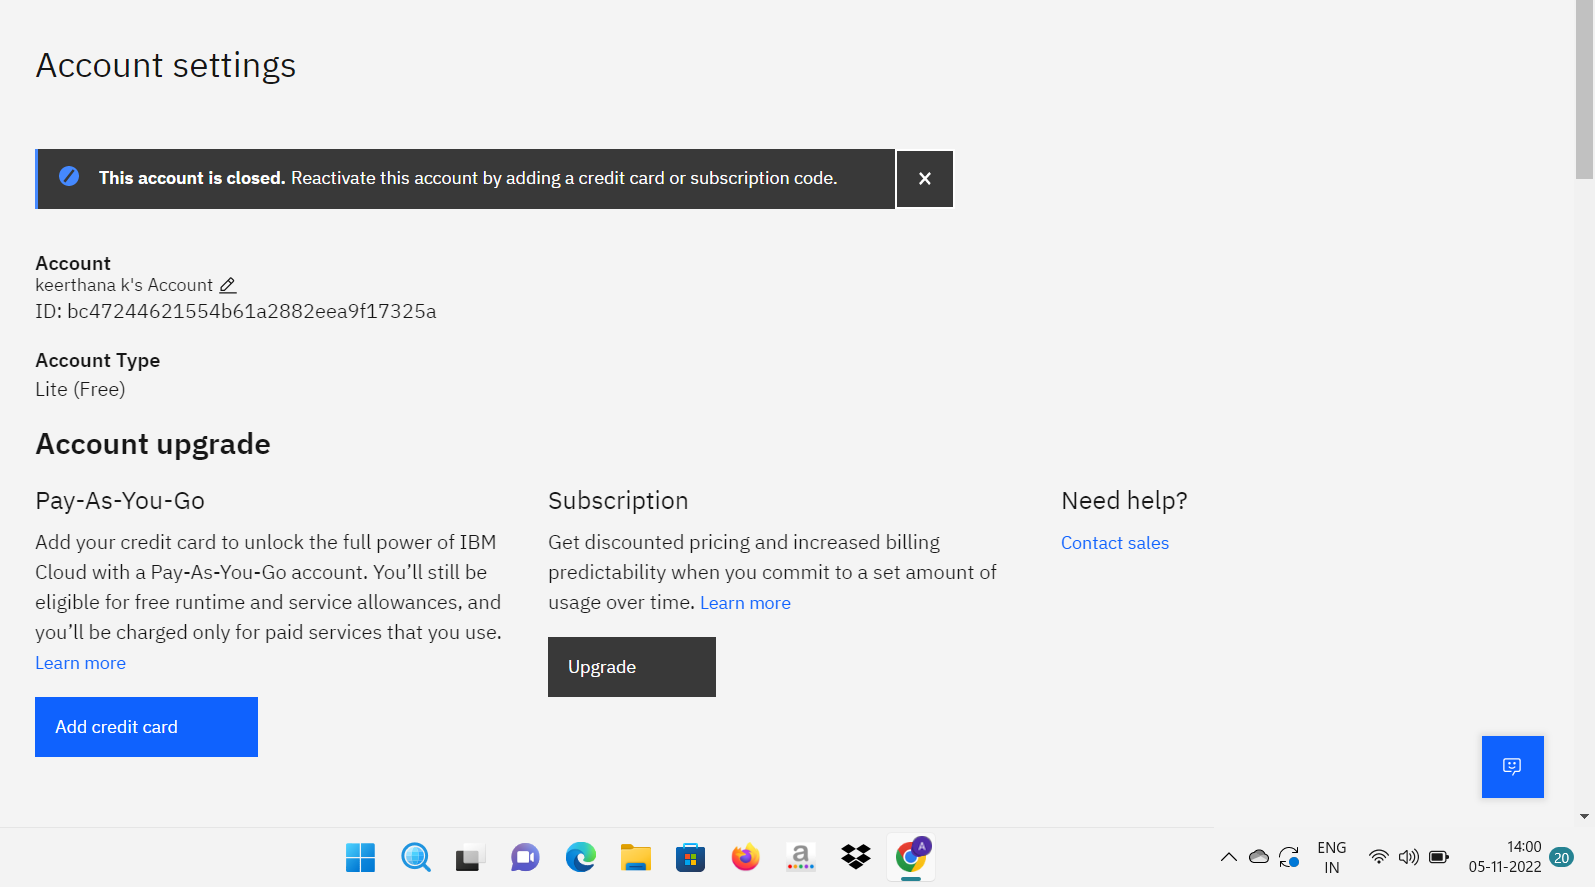 Account settings
This account is closed. Reactivate this account by adding a credit card or subscription code.
Account
keerthana k's Account
ID: bc47244621554b61a2882eea9f17325a
Account Type
Lite (Free)
Account upgrade
Pay-As-You-Go
Add your credit card to unlock the full power of IBM
Cloud with a Pay-As-You-Go account. You’ll still be
eligible for free runtime and service allowances, and
you’ll be charged only for paid services that you use.
Learn more
Add credit card
Subscription
Get discounted pricing and increased billing
predictability when you commit to a set amount of
usage over time. Learn more
Upgrade
Need help?
Contact sales
a
A
ENG
IN
14:00
05-11-2022
20